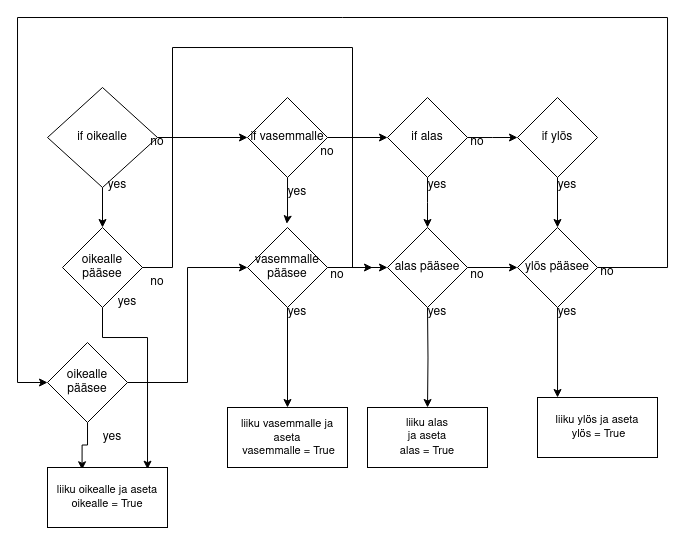 if oikealle
no
if vasemmalle
no
if alas
no
if ylös
yes
yes
yes
yes
oikealle
pääsee
no
vasemmalle
pääsee
no
alas pääsee
no
ylös pääsee
no
yes
yes
yes
yes
oikealle
pääsee
yes
liiku oikealle ja aseta
oikealle = True
liiku vasemmalle ja
aseta
vasemmalle = True
liiku alas
ja aseta
alas = True
liiku ylös ja aseta
ylös = True